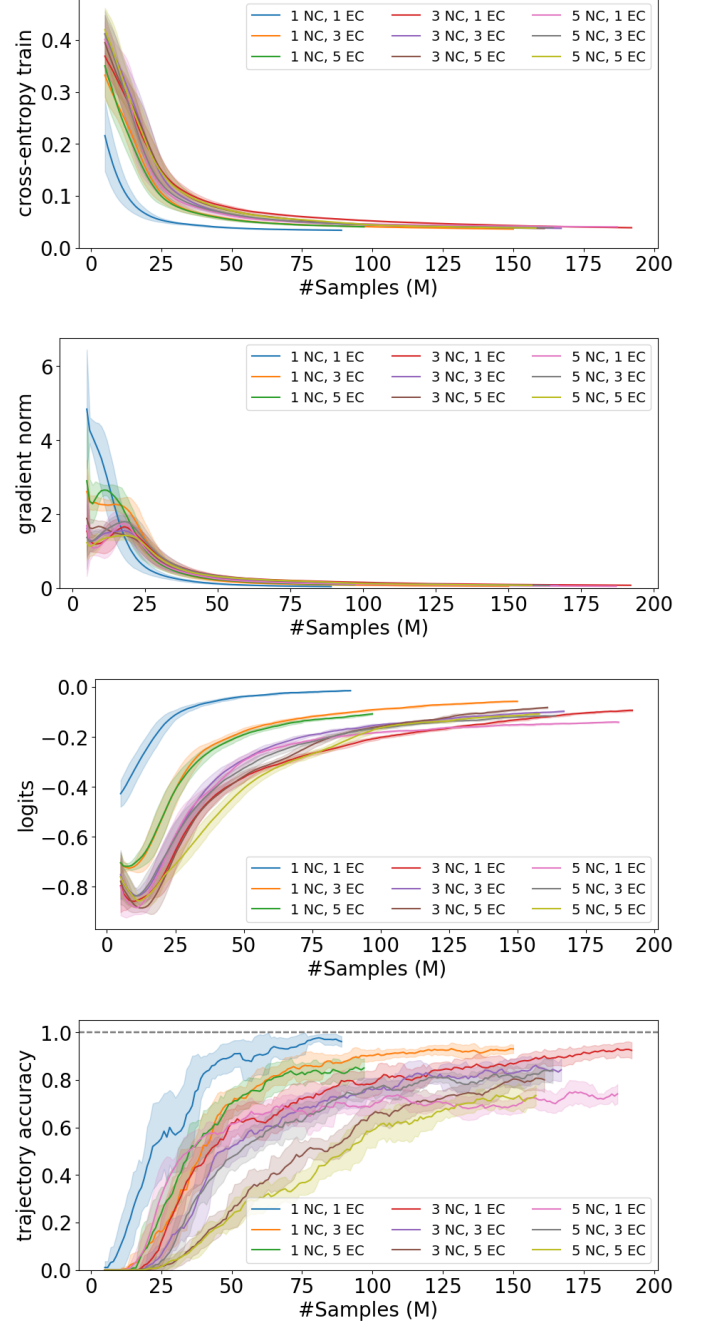 cross-entropy train
0.4
0.3
0.2
0.1
0.0
1 NC, 1 EC 3 NC, 1 EC 5 NC, 1 EC
1 NC, 3 EC 3 NC, 3 EC 5 NC, 3 EC
1 NC, 5 EC 3 NC, 5 EC 5 NC, 5 EC
0 25 50 75 100 125 150 175 200
#Samples (M)
gradient norm
6
4
2
0
1 NC, 1 EC 3 NC, 1 EC 5 NC, 1 EC
1 NC, 3 EC 3 NC, 3 EC 5 NC, 3 EC
1 NC, 5 EC 3 NC, 5 EC 5 NC, 5 EC
0 25 50 75 100 125 150 175 200
#Samples (M)
logits
0.0
−0.2
−0.4
−0.6
−0.8
1 NC, 1 EC 3 NC, 1 EC 5 NC, 1 EC
1 NC, 3 EC 3 NC, 3 EC 5 NC, 3 EC
1 NC, 5 EC 3 NC, 5 EC 5 NC, 5 EC
0 25 50 75 100 125 150 175 200
#Samples (M)
trajectory accuracy
1.0
0.8
0.6
0.4
0.2
0.0
1 NC, 1 EC 3 NC, 1 EC 5 NC, 1 EC
1 NC, 3 EC 3 NC, 3 EC 5 NC, 3 EC
1 NC, 5 EC 3 NC, 5 EC 5 NC, 5 EC
0 25 50 75 100 125 150 175 200
#Samples (M)